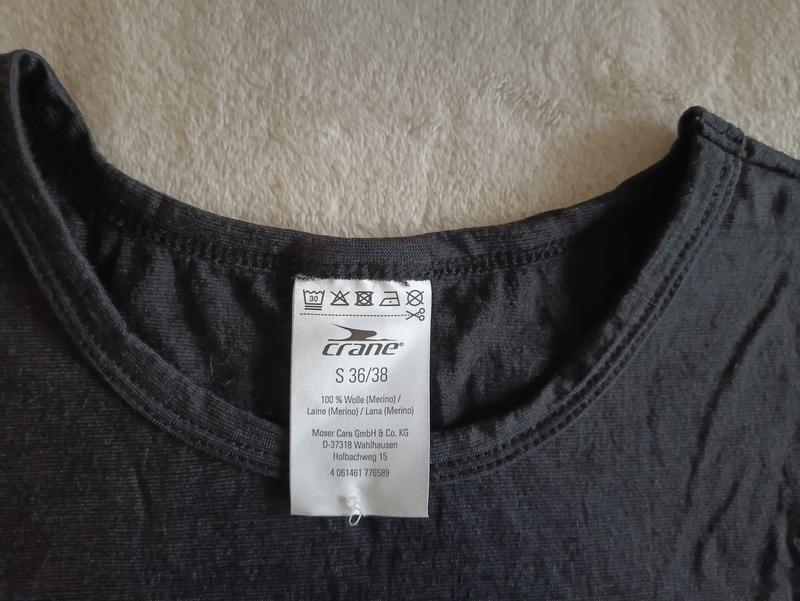 30
crane®
S 36/38
100 % Wolle (Merino) /
Laine (Merino) / Lana (Merino)
Moser Care GmbH & Co. KG
D-37318 Wahlhausen
Holbachweg 15
4 061461 776589